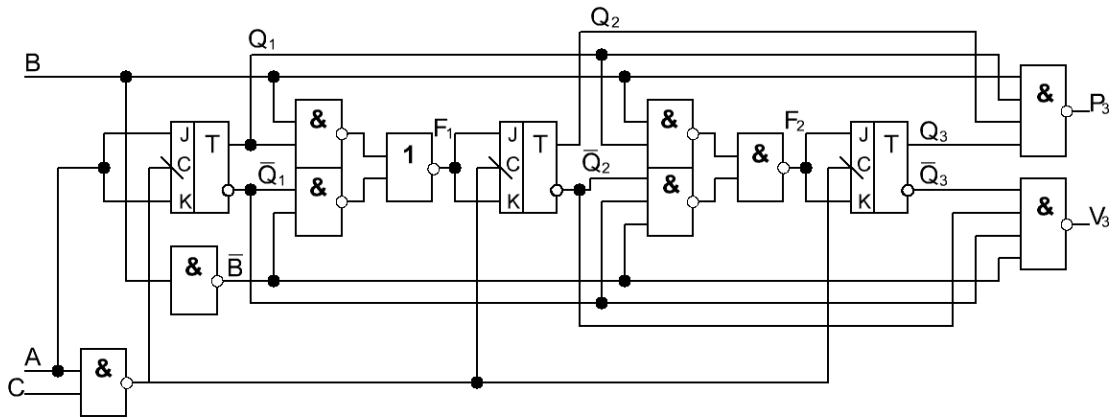 Q₂
Q₁
B
& P₃
& & F₁ J T F₂ J T Q₃
J T 1 C Q̅₂ & C Q̅₃
C Q̅₁ & K & K
K & V₃
& B̅
A &
C